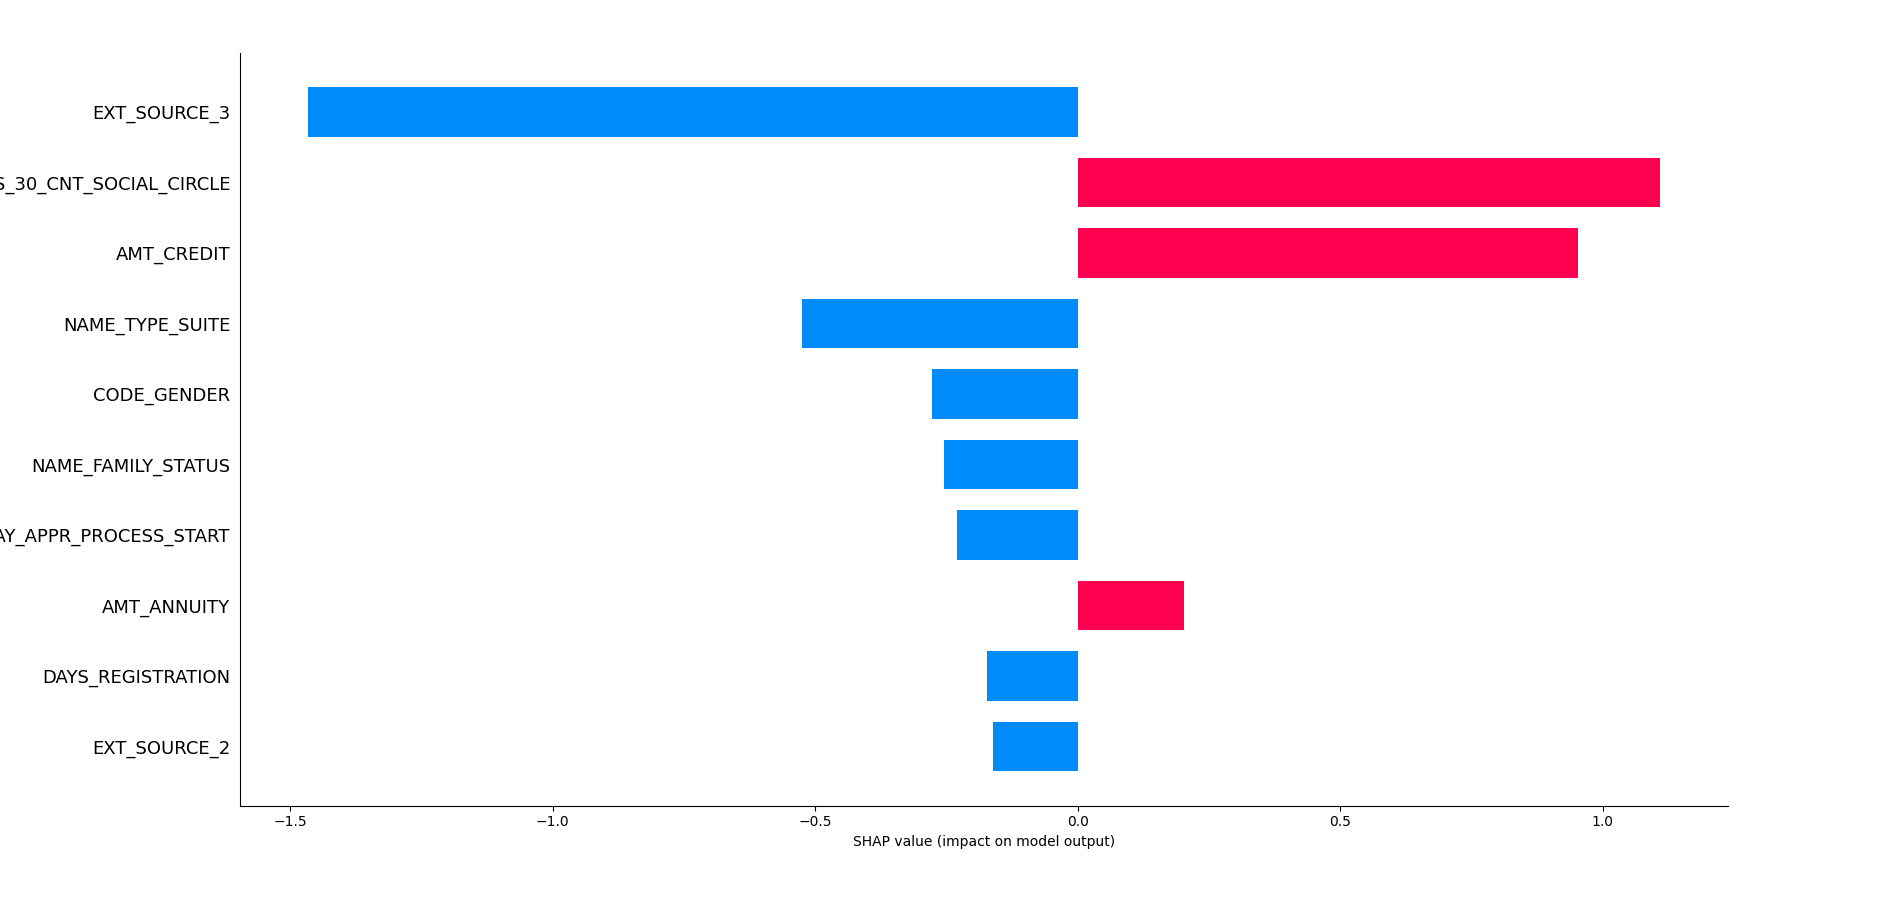 EXT_SOURCE_3
S_30_CNT_SOCIAL_CIRCLE
AMT_CREDIT
NAME_TYPE_SUITE
CODE_GENDER
NAME_FAMILY_STATUS
AY_APPR_PROCESS_START
AMT_ANNUITY
DAYS_REGISTRATION
EXT_SOURCE_2
−1.5 −1.0 −0.5 0.0 0.5 1.0
SHAP value (impact on model output)